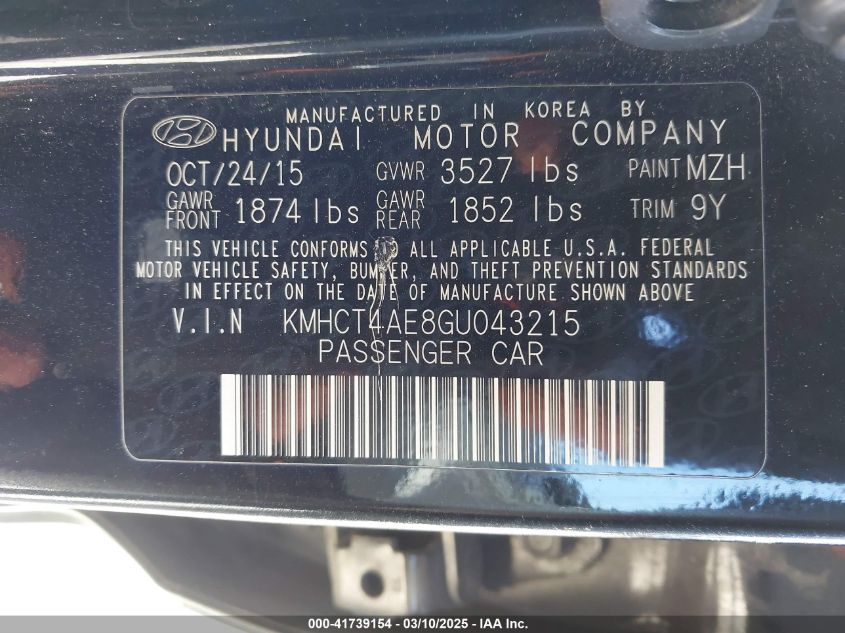 MANUFACTURED IN KOREA BY
HYUNDAI MOTOR COMPANY
OCT/24/15 GVWR 3527 lbs PAINT MZH
GAWR FRONT 1874 lbs GAWR REAR 1852 lbs TRIM 9Y
THIS VEHICLE CONFORMS TO ALL APPLICABLE U.S.A. FEDERAL
MOTOR VEHICLE SAFETY, BUMPER, AND THEFT PREVENTION STANDARDS
IN EFFECT ON THE DATE OF MANUFACTURE SHOWN ABOVE
V.I.N KMHCT4AE8GU043215
PASSENGER CAR
000-41739154 - 03/10/2025 - IAA Inc.